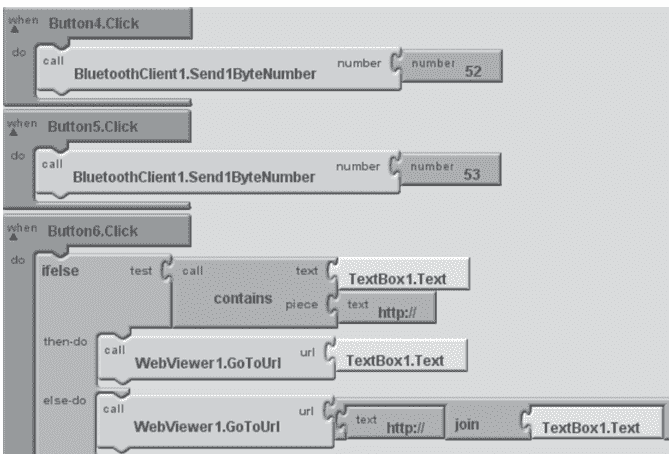 when Button4.Click
do call BluetoothClient1.Send1ByteNumber number number 52
when Button5.Click
do call BluetoothClient1.Send1ByteNumber number number 53
when Button6.Click
do ifelse test call contains text TextBox1.Text
piece text http://
then-do call WebViewer1.GoToUrl url TextBox1.Text
else-do call WebViewer1.GoToUrl url text http:// join TextBox1.Text